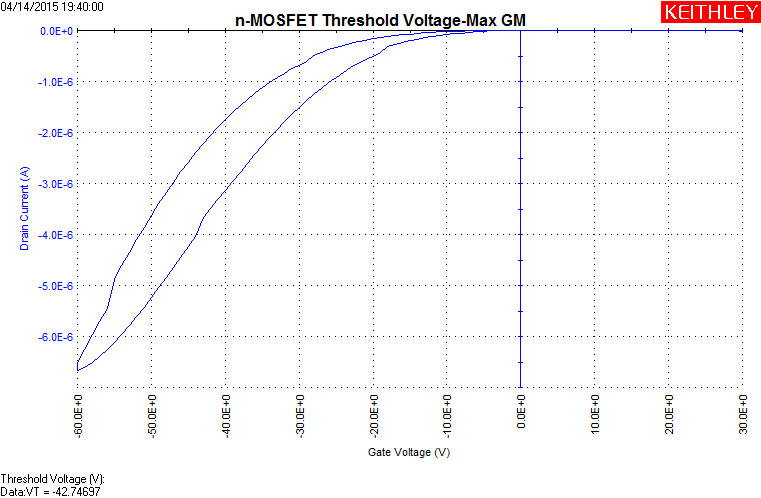 04/14/2015 19:40:00
n-MOSFET Threshold Voltage-Max GM
KEITHLEY
0.0E+0
-1.0E-6
-2.0E-6
-3.0E-6
-4.0E-6
-5.0E-6
-6.0E-6
Drain Current (A)
-60.0E+0
-50.0E+0
-40.0E+0
-30.0E+0
-20.0E+0
-10.0E+0
0.0E+0
10.0E+0
20.0E+0
30.0E+0
Gate Voltage (V)
Threshold Voltage (V):
Data:VT = -42.74697